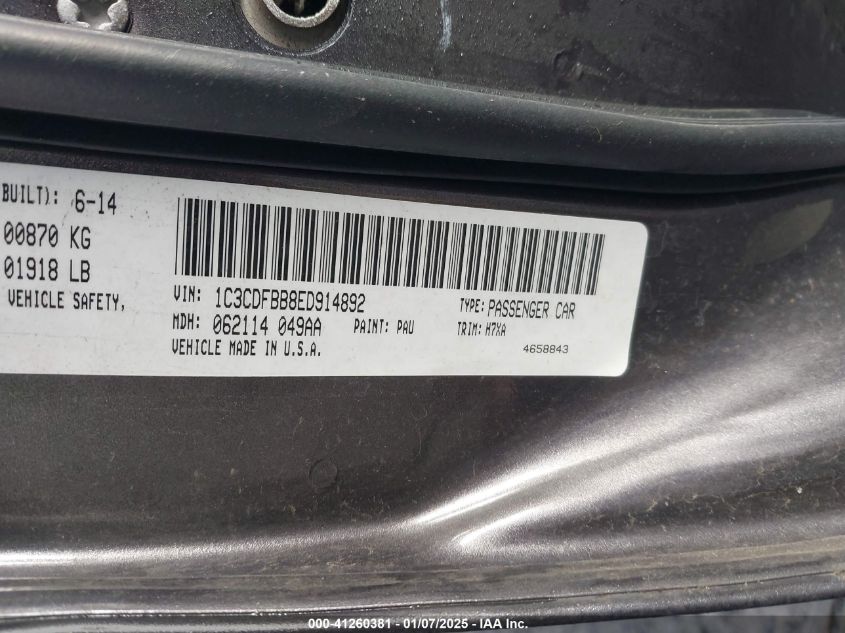 BUILT): 6-14
00870 KG
01918 LB
VEHICLE SAFETY,
VIN: 1C3CDFBB8ED914892 TYPE: PASSENGER CAR
MDH: 062114 049AA PAINT: PAU TRIM: H7XA
VEHICLE MADE IN U.S.A. 4658843
000-41260381 - 01/07/2025 - IAA Inc.